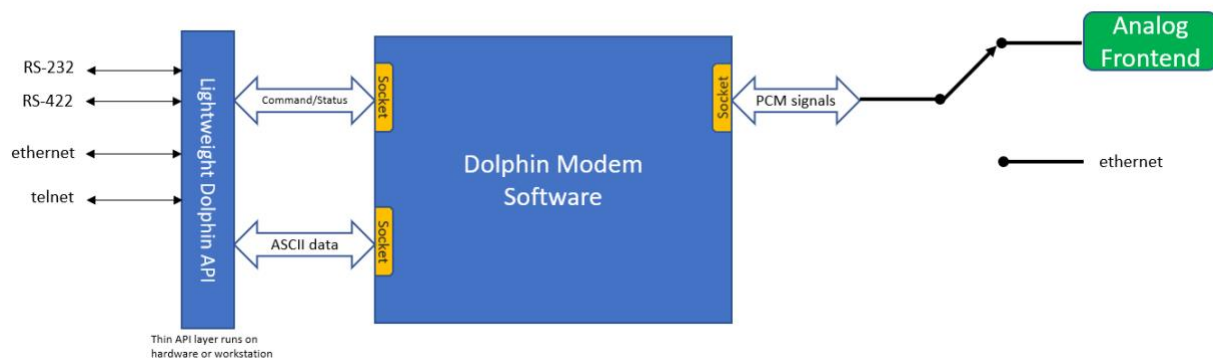 RS-232
RS-422
ethernet
telnet
Lightweight Dolphin API
Thin API layer runs on
hardware or workstation
Command/Status
ASCII data
Socket
Socket
Dolphin Modem
Software
Socket
PCM signals
Analog
Frontend
ethernet